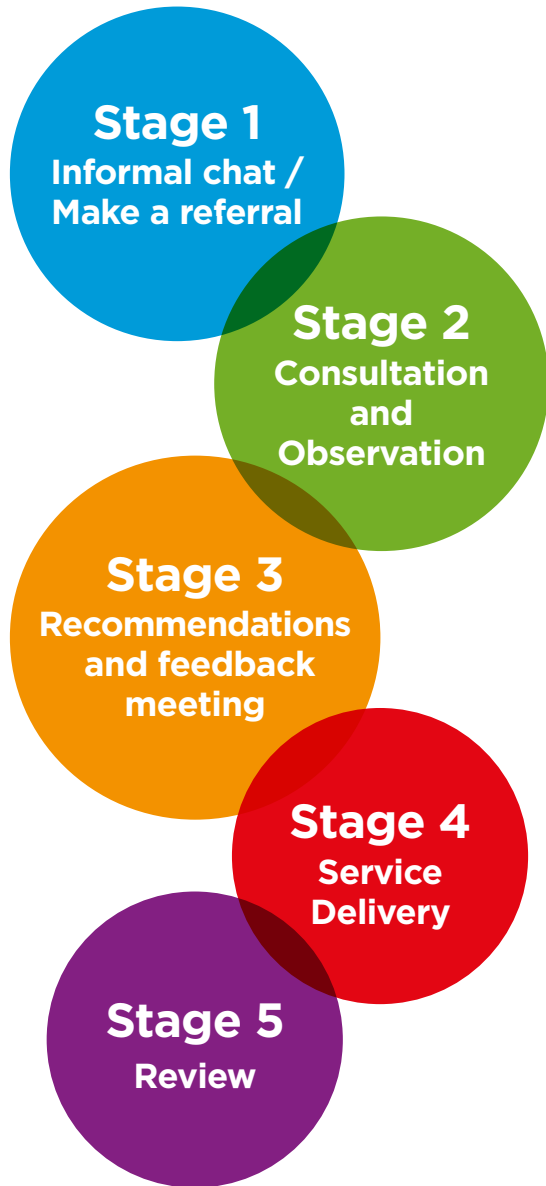 Stage 1
Informal chat /
Make a referral
Stage 2
Consultation
and
Observation
Stage 3
Recommendations
and feedback
meeting
Stage 4
Service
Delivery
Stage 5
Review